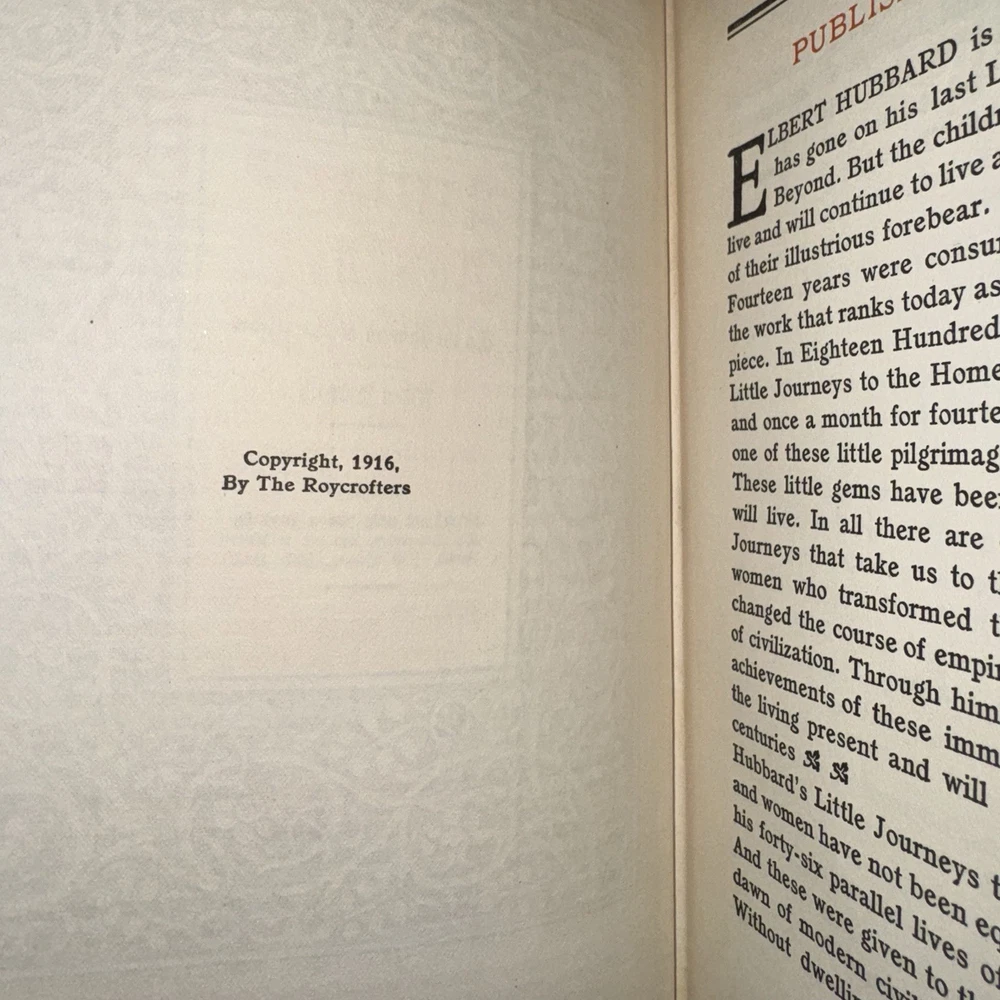 Copyright, 1916,
By The Roycrofters
PUBLIS
ELBERT HUBBARD is
has gone on his last L
Beyond. But the childr
live and will continue to live a
of their illustrious forebear.
Fourteen years were consu
the work that ranks today as
piece. In Eighteen Hundred
Little Journeys to the Home
and once a month for fourte
one of these little pilgrimag
These little gems have bee
will live. In all there are
Journeys that take us to t
women who transformed t
changed the course of empi
of civilization. Through him
achievements of these imm
the living present and will
centuries
Hubbard's Little Journeys t
and women have not been eq
his forty-six parallel lives of
And these were given to th
dawn of modern civi
Without dwelli